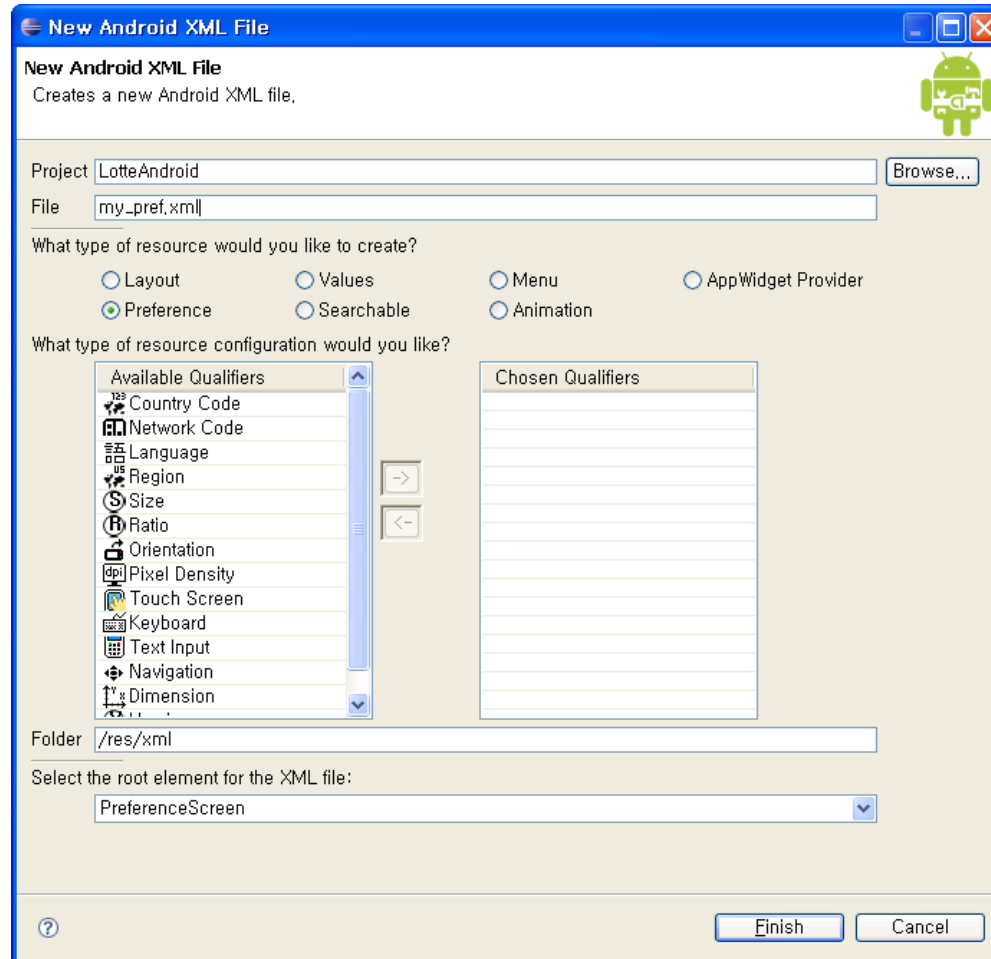 New Android XML File
New Android XML File
Creates a new Android XML file.
Project LotteAndroid Browse...
File my_pref.xml
What type of resource would you like to create?
Layout Values Menu AppWidget Provider
Preference Searchable Animation
What type of resource configuration would you like?
Available Qualifiers Chosen Qualifiers
123 Country Code
Network Code
語 Language
US Region
S Size
R Ratio
Orientation
dpi Pixel Density
Touch Screen
Keyboard
Text Input
-> 
<-
Navigation
Y X Dimension
Folder /res/xml
Select the root element for the XML file:
PreferenceScreen
? Finish Cancel